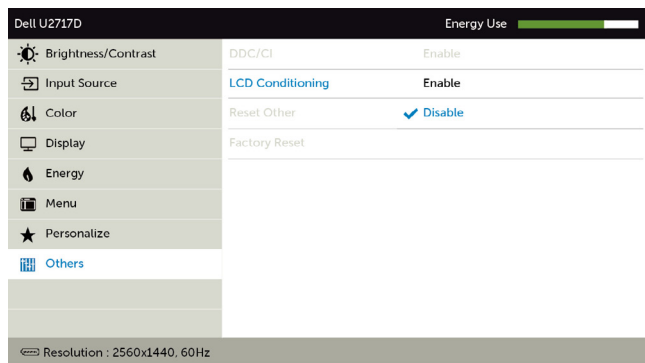 Dell U2717D Energy Use
Brightness/Contrast DDC/CI Enable
Input Source LCD Conditioning Enable
Color Reset Other Disable
Display Factory Reset
Energy
Menu
Personalize
Others
Resolution : 2560x1440, 60Hz